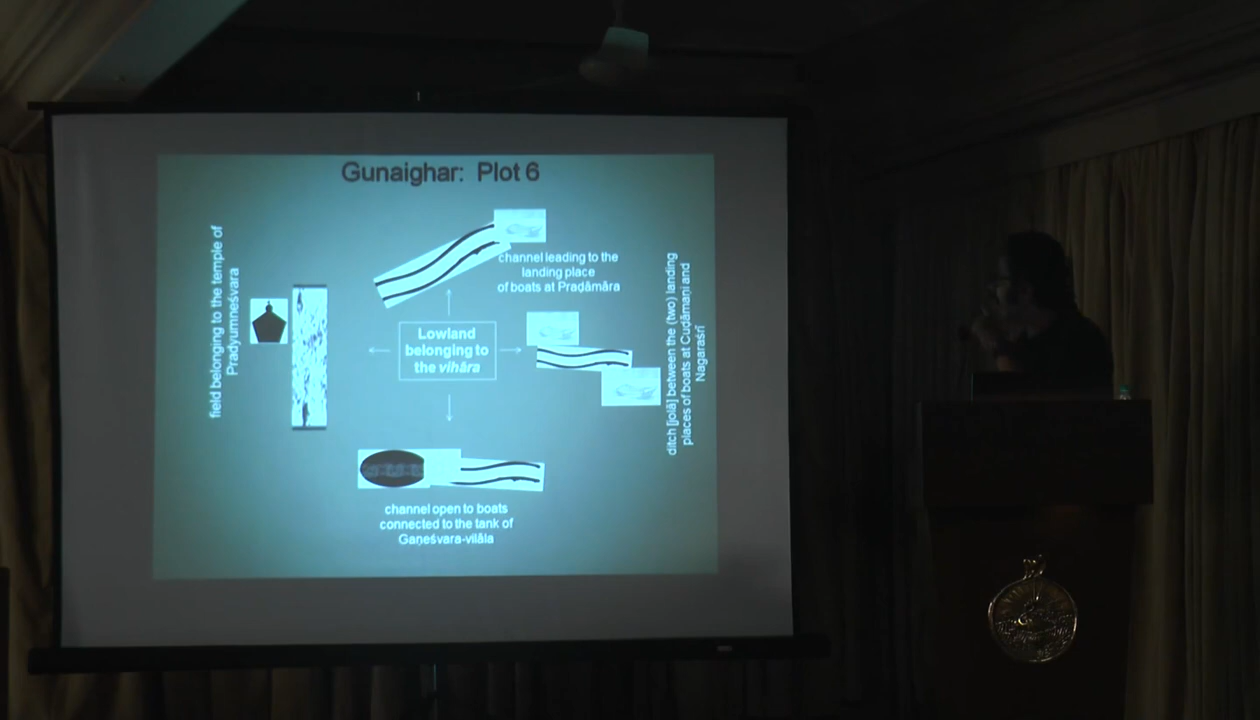 Gunaighar: Plot 6
field belonging to the temple of
Pradyumneśvara
channel leading to the
landing place
of boats at Praḍāmāra
Lowland
belonging to
the vihāra
ditch [jolā] between the (two) landing
places of boats at Cuḍāmaṇi and
Nagaraśrī
channel open to boats
connected to the tank of
Gaṇeśvara-vilāla